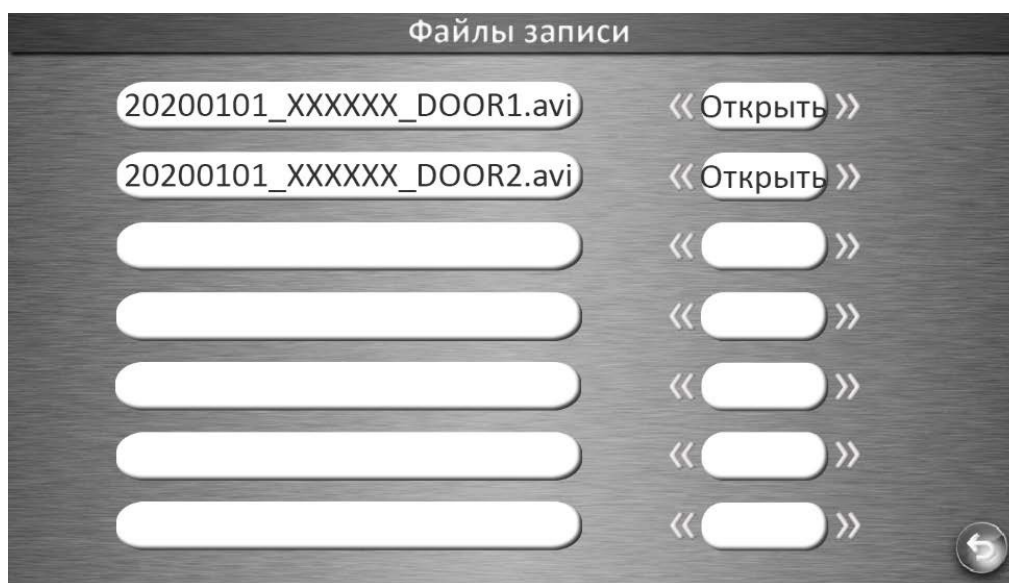 Файлы записи
20200101_XXXXXX_DOOR1.avi « Открыть »
20200101_XXXXXX_DOOR2.avi « Открыть »
« »
« »
« »
« »
« »